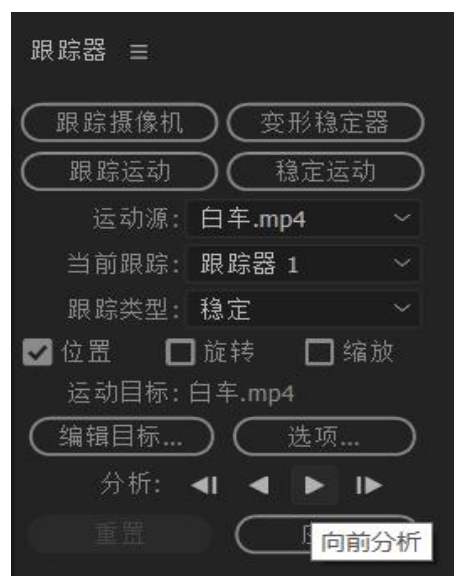 跟踪器
跟踪摄像机 变形稳定器
跟踪运动 稳定运动
运动源: 白车.mp4
当前跟踪: 跟踪器 1
跟踪类型: 稳定
位置 旋转 缩放
运动目标: 白车.mp4
编辑目标... 选项...
分析:
重置
向前分析